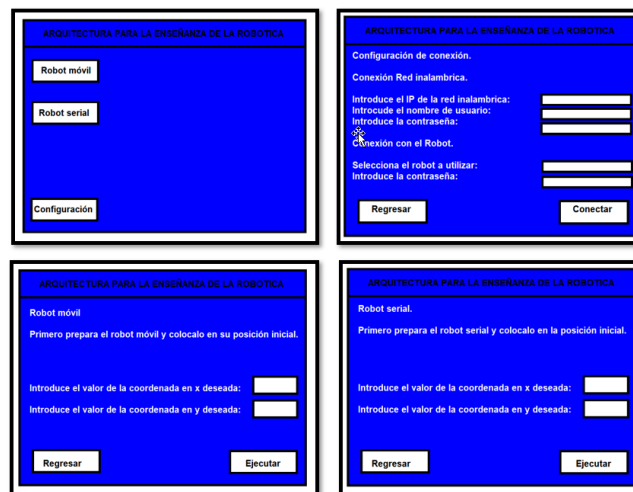 ARQUITECTURA PARA LA ENSEÑANZA DE LA ROBOTICA
Robot móvil
Robot serial
Configuración
ARQUITECTURA PARA LA ENSEÑANZA DE LA ROBOTICA
Configuración de conexión.
Conexión Red inalambrica.
Introduce el IP de la red inalambrica:
Introcude el nombre de usuario:
Introduce la contraseña:
Conexión con el Robot.
Selecciona el robot a utilizar:
Introduce la contraseña:
Regresar
Conectar
ARQUITECTURA PARA LA ENSEÑANZA DE LA ROBOTICA
Robot móvil
Primero prepara el robot móvil y colocalo en su posición inicial.
Introduce el valor de la coordenada en x deseada:
Introduce el valor de la coordenada en y deseada:
Regresar
Ejecutar
ARQUITECTURA PARA LA ENSEÑANZA DE LA ROBOTICA
Robot serial.
Primero prepara el robot serial y colocalo en la posición inicial.
Introduce el valor de la coordenada en x deseada:
Introduce el valor de la coordenada en y deseada:
Regresar
Ejecutar